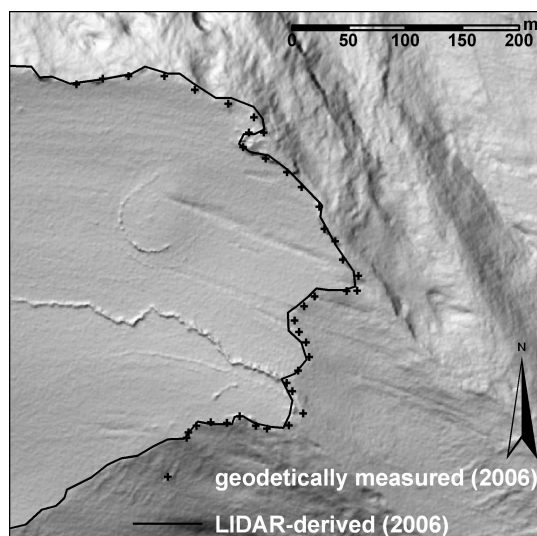 m
0 50 100 150 200
N
geodetically measured (2006)
LIDAR-derived (2006)